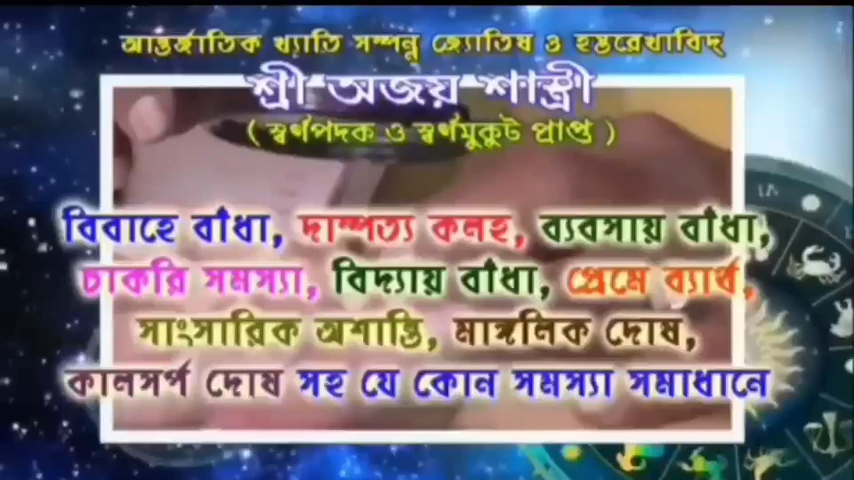 আন্তর্জাতিক খ্যাতি সম্পন্ন জ্যোতিষ ও হস্তরেখাবিদ্
শ্রী অজয় শাস্ত্রী
( স্বর্ণপদক ও স্বর্ণমুকুট প্রাপ্ত )
বিবাহে বাঁধা, দাম্পত্য কলহ, ব্যবসায় বাঁধা,
চাকরি সমস্যা, বিদ্যায় বাঁধা, প্রেমে ব্যার্থ,
সাংসারিক অশান্তি, মাঙ্গলিক দোষ,
কালসর্প দোষ সহ যে কোন সমস্যা সমাধানে